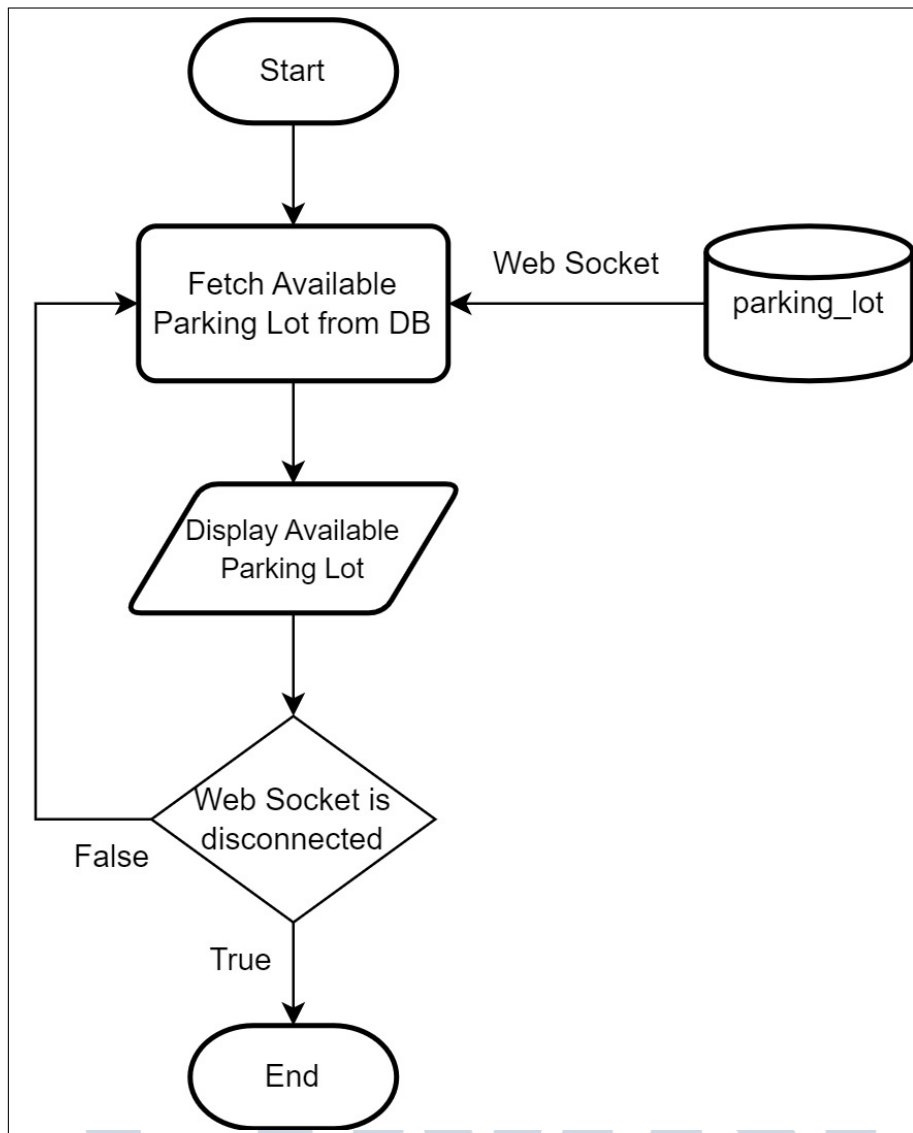 Start
Fetch Available
Parking Lot from DB
Web Socket
parking_lot
Display Available
Parking Lot
Web Socket is
disconnected
False
True
End